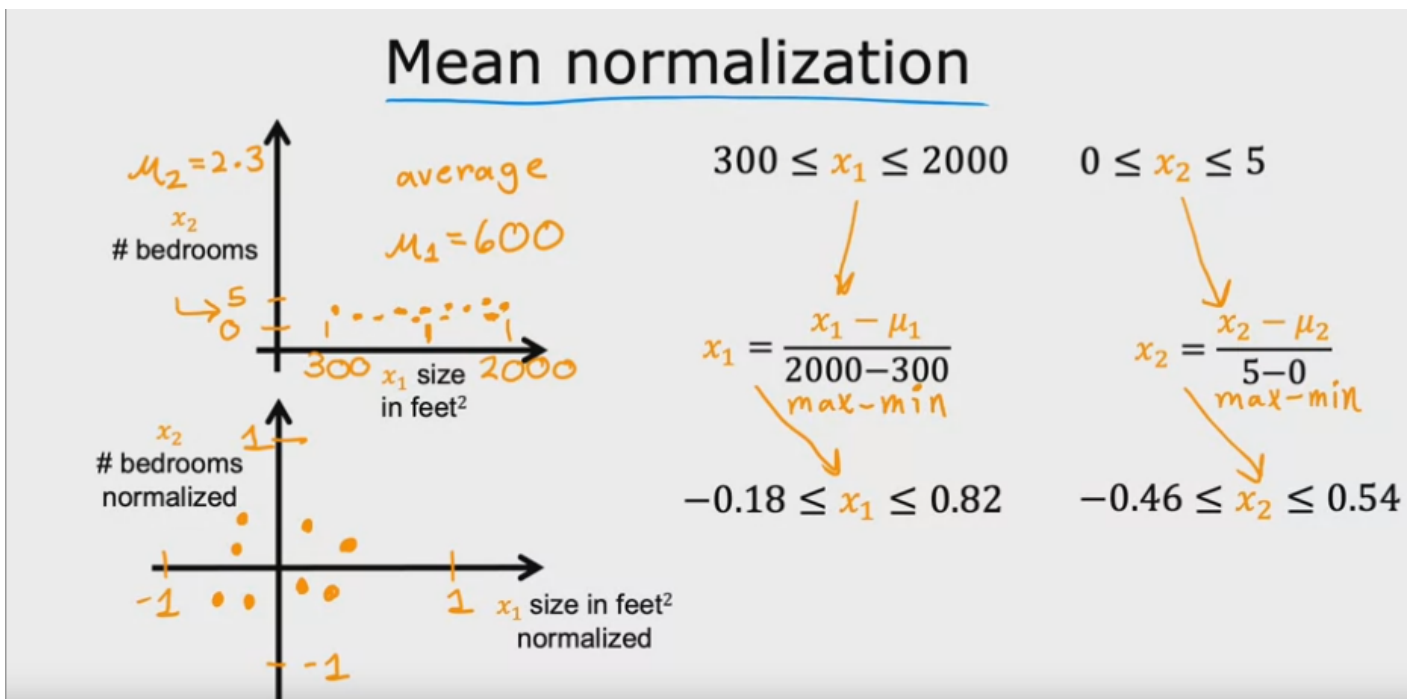 Mean normalization
μ₂=2.3
average
μ₁=600
x₂
# bedrooms
5
0
300
x₁ size
in feet²
2000
300 ≤ x₁ ≤ 2000
0 ≤ x₂ ≤ 5
x₁ = (x₁ − μ₁) / (2000−300)
max-min
x₂ = (x₂ − μ₂) / (5−0)
max-min
−0.18 ≤ x₁ ≤ 0.82
−0.46 ≤ x₂ ≤ 0.54
x₂
# bedrooms
normalized
1
-1
1
x₁ size in feet²
normalized
-1